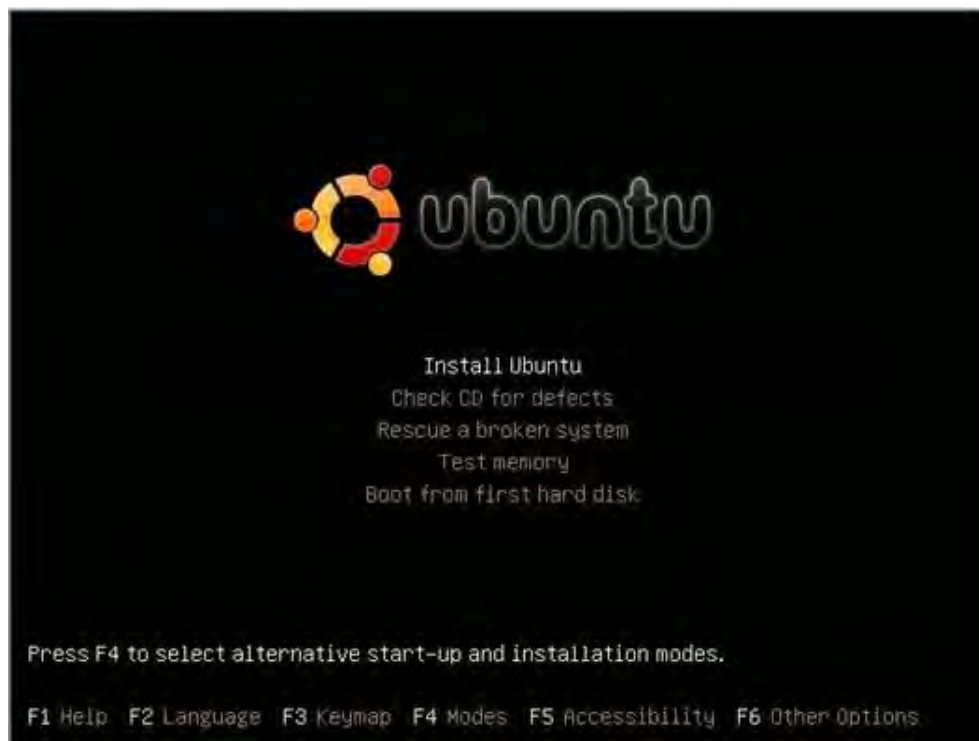 ubuntu
Install Ubuntu
Check CD for defects
Rescue a broken system
Test memory
Boot from first hard disk
Press F4 to select alternative start-up and installation modes.
F1 Help F2 Language F3 Keymap F4 Modes F5 Accessibility F6 Other Options